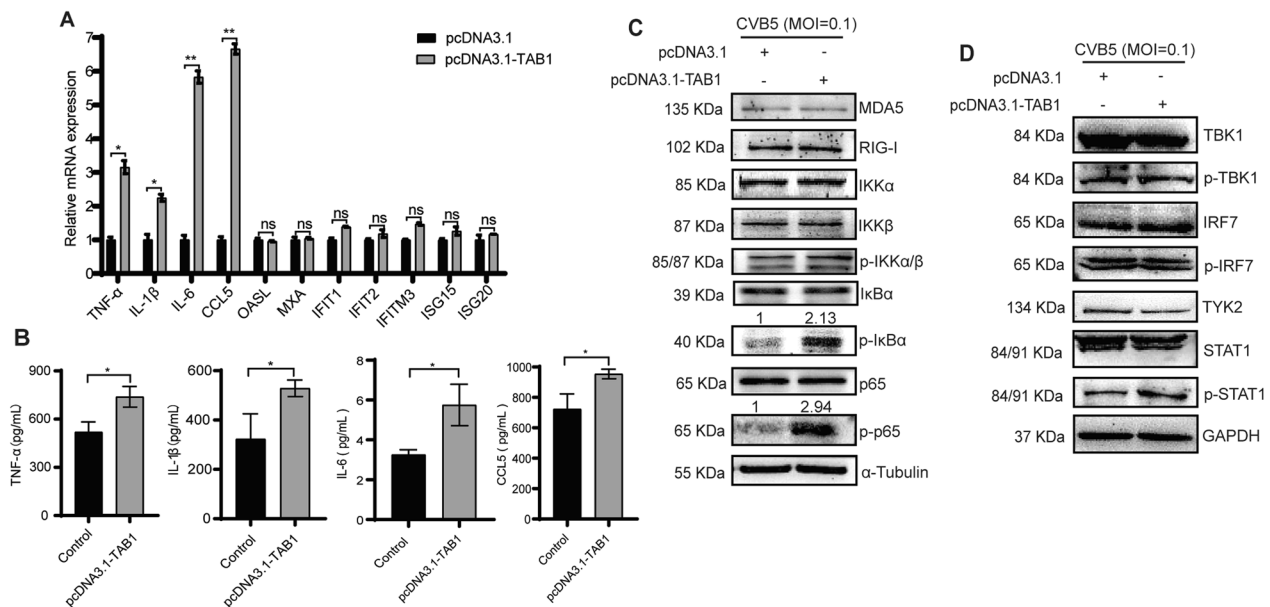 A
Relative mRNA expression
7
6
5
4
3
2
1
0
* * ** ** ns ns ns ns ns ns ns
TNF-α IL-1β IL-6 CCL5 OASL MXA IFIT1 IFIT2 IFITM3 ISG15 ISG20
pcDNA3.1
pcDNA3.1-TAB1
B
TNF-α (pg/mL)
900
600
300
0
*
Control pcDNA3.1-TAB1
IL-1β (pg/mL)
600
400
200
0
*
Control pcDNA3.1-TAB1
IL-6 ( pg/mL )
8
6
4
2
0
*
Control pcDNA3.1-TAB1
CCL5 ( pg/mL )
1000
800
600
400
200
0
*
Control pcDNA3.1-TAB1
C
CVB5 (MOI=0.1)
pcDNA3.1 + -
pcDNA3.1-TAB1 - +
135 KDa MDA5
102 KDa RIG-I
85 KDa IKKα
87 KDa IKKβ
85/87 KDa p-IKKα/β
39 KDa IκBα
1 2.13
40 KDa p-IκBα
65 KDa p65
1 2.94
65 KDa p-p65
55 KDa α-Tubulin
D
CVB5 (MOI=0.1)
pcDNA3.1 + -
pcDNA3.1-TAB1 - +
84 KDa TBK1
84 KDa p-TBK1
65 KDa IRF7
65 KDa p-IRF7
134 KDa TYK2
84/91 KDa STAT1
84/91 KDa p-STAT1
37 KDa GAPDH